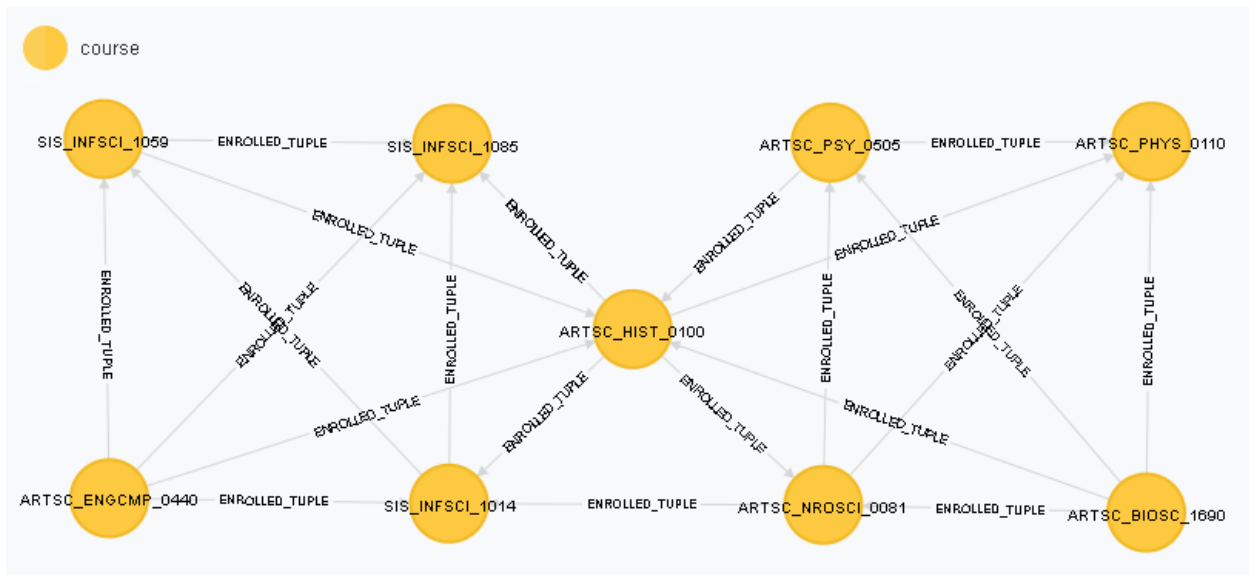 course
SIS_INFSCI_1059
ENROLLED_TUPLE
SIS_INFSCI_1085
ARTSC_PSY_0505
ENROLLED_TUPLE
ARTSC_PHYS_0110
ENROLLED_TUPLE
ENROLLED_TUPLE
ENROLLED_TUPLE
ENROLLED_TUPLE
ENROLLED_TUPLE
ENROLLED_TUPLE
ENROLLED_TUPLE
ENROLLED_TUPLE
ARTSC_HIST_0100
ENROLLED_TUPLE
ENROLLED_TUPLE
ENROLLED_TUPLE
ENROLLED_TUPLE
ENROLLED_TUPLE
ENROLLED_TUPLE
ENROLLED_TUPLE
ENROLLED_TUPLE
ARTSC_ENGCMP_0440
ENROLLED_TUPLE
SIS_INFSCI_1014
ENROLLED_TUPLE
ARTSC_NROSCI_0081
ENROLLED_TUPLE
ARTSC_BIOSC_1690